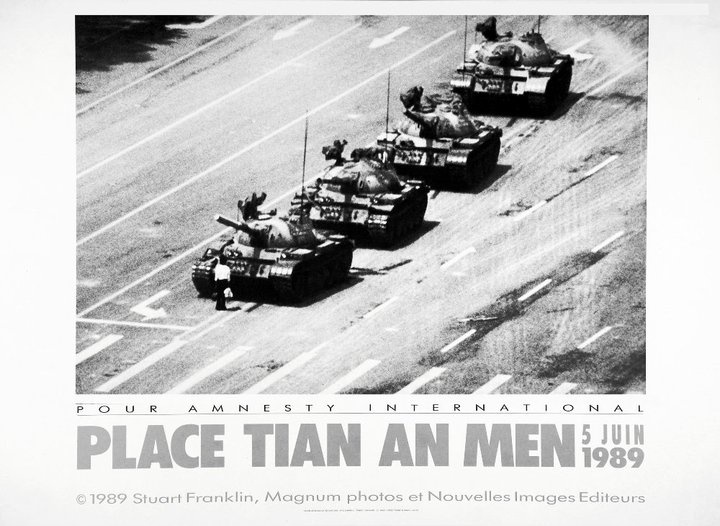 POUR AMNESTY INTERNATIONAL
PLACE TIAN AN MEN 5 JUIN 1989
© 1989 Stuart Franklin, Magnum photos et Nouvelles Images Editeurs